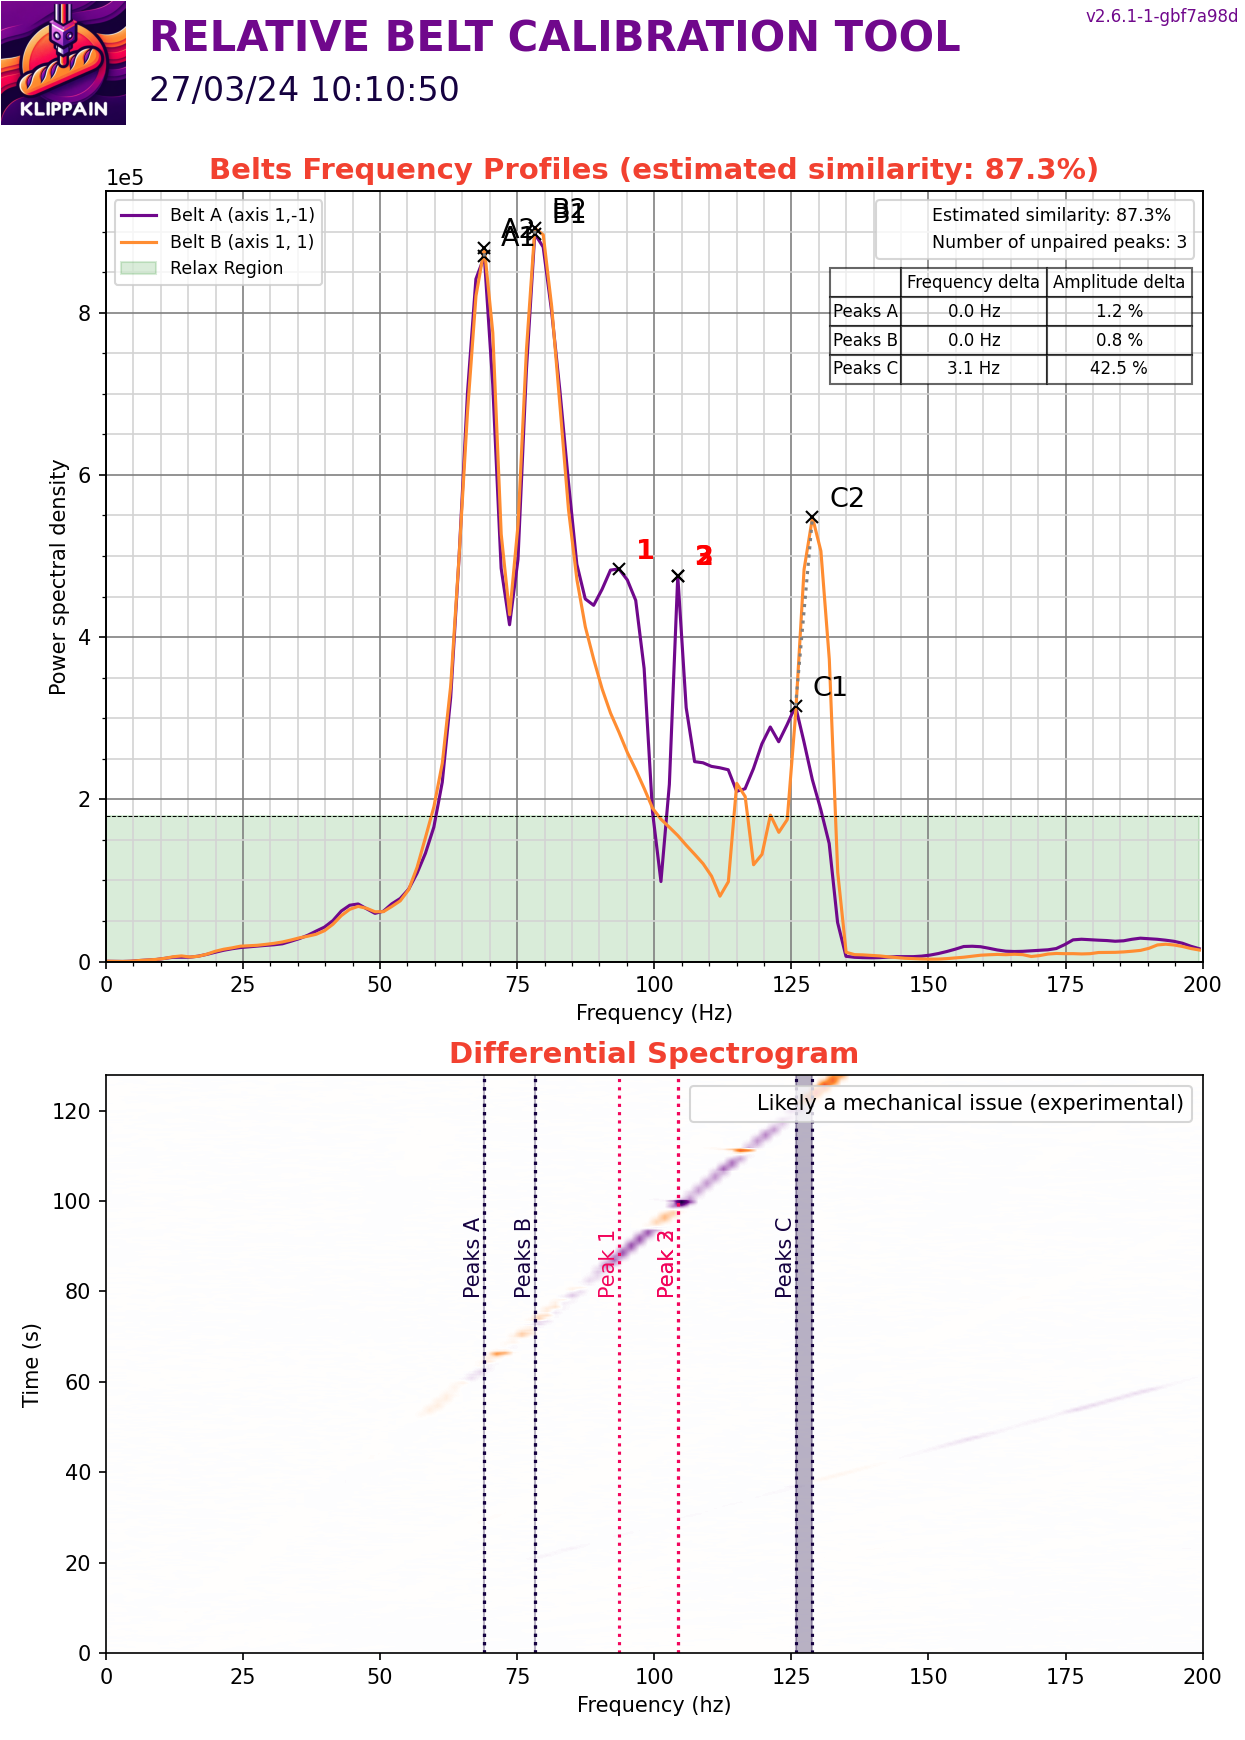 v2.6.1-1-gbf7a98d
RELATIVE BELT CALIBRATION TOOL
27/03/24 10:10:50
KLIPPAIN
Belts Frequency Profiles (estimated similarity: 87.3%)
1e5
Belt A (axis 1,-1)
Belt B (axis 1, 1)
Relax Region
A2
A1
B2
B1
Estimated similarity: 87.3%
Number of unpaired peaks: 3
Frequency delta Amplitude delta
Peaks A 0.0 Hz 1.2 %
Peaks B 0.0 Hz 0.8 %
Peaks C 3.1 Hz 42.5 %
C2
1
C1
8
6
4
2
0
Power spectral density
0 25 50 75 100 125 150 175 200
Frequency (Hz)
Differential Spectrogram
Likely a mechanical issue (experimental)
Peaks A
Peaks B
Peak 1
Peak
Peaks C
120
100
80
60
40
20
0
Time (s)
0 25 50 75 100 125 150 175 200
Frequency (hz)